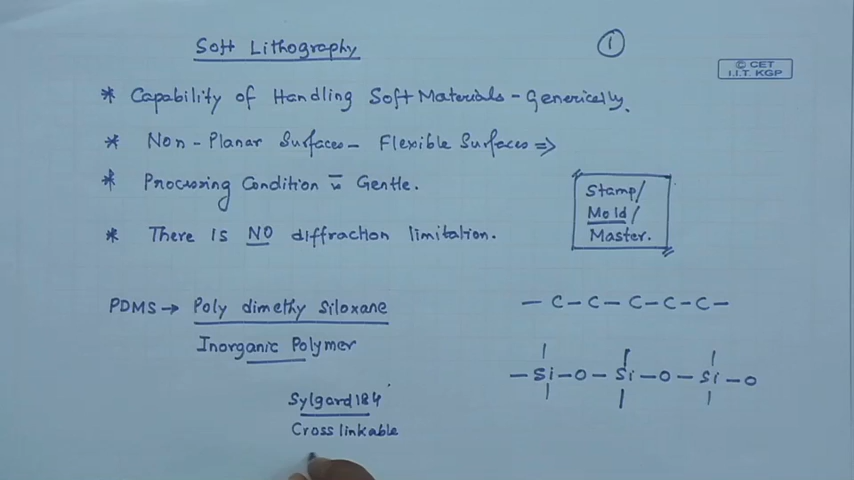 Soft Lithography
1
© CET
I.I.T. KGP
* Capability of Handling Soft Materials - Generically.
* Non-Planar Surfaces - Flexible Surfaces ⇒
* Processing Condition is Gentle.
* There is NO diffraction limitation.
Stamp/
Mold/
Master.
PDMS → Poly dimethy Siloxane
Inorganic Polymer
- C - C - C - C - C -
- Si - O - Si - O - Si - O
Sylgard 184
Cross linkable